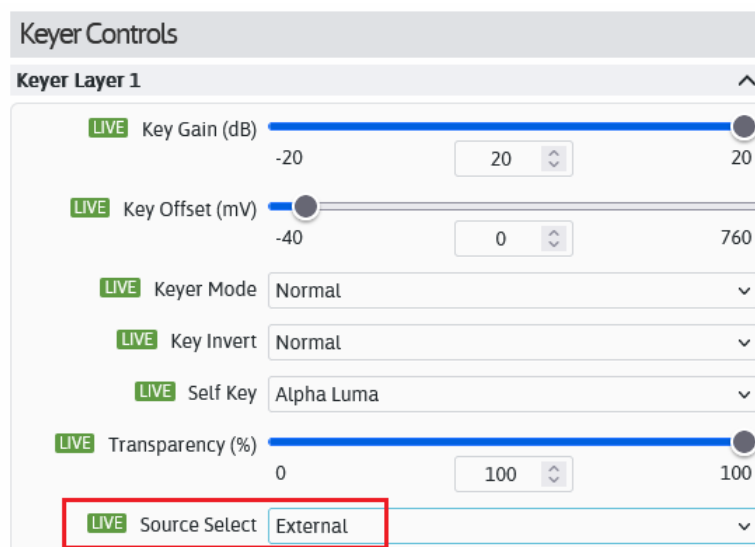 Keyer Controls
Keyer Layer 1
LIVE Key Gain (dB)
-20 20 20
LIVE Key Offset (mV)
-40 0 760
LIVE Keyer Mode Normal
LIVE Key Invert Normal
LIVE Self Key Alpha Luma
LIVE Transparency (%)
0 100 100
LIVE Source Select External